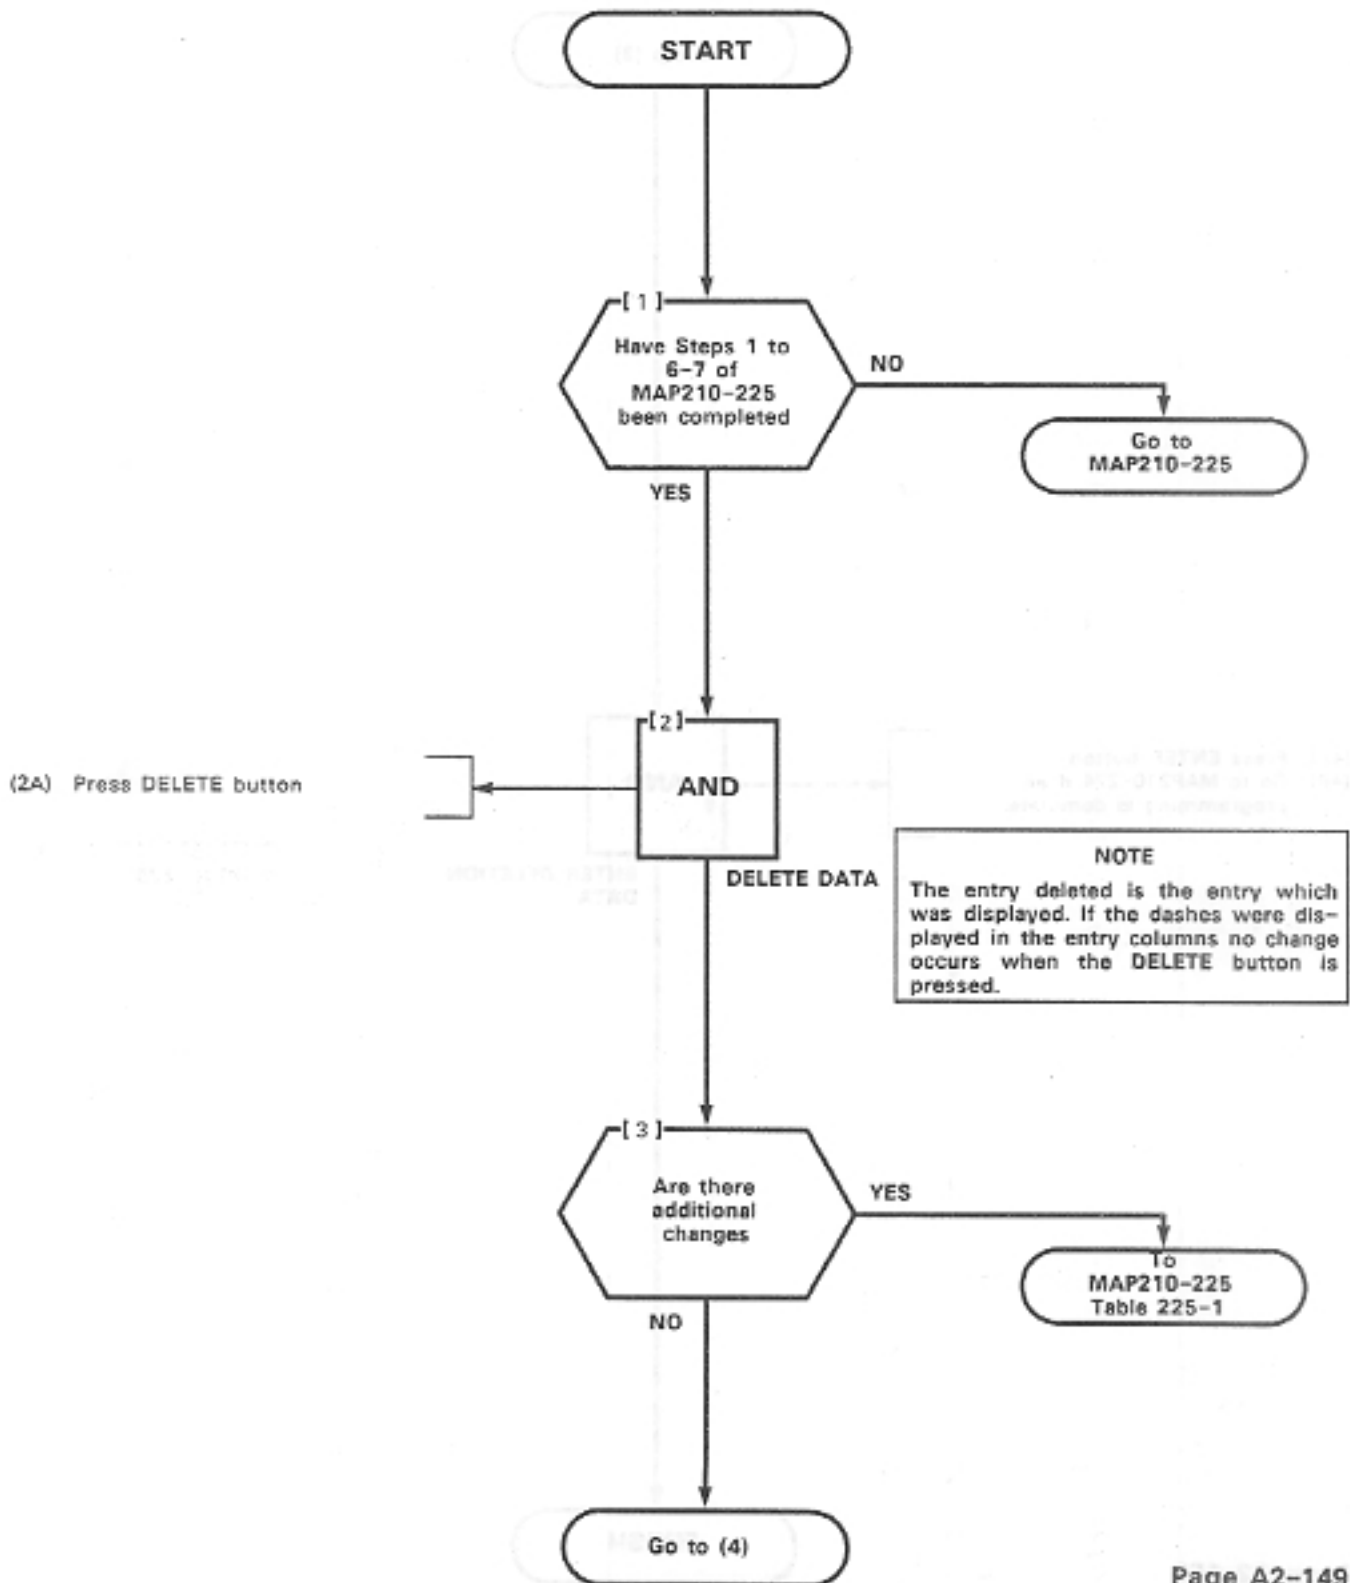 START
[1]
Have Steps 1 to
6-7 of
MAP210-225
been completed
NO
Go to
MAP210-225
YES
[2]
AND
(2A) Press DELETE button
DELETE DATA
NOTE
The entry deleted is the entry which
was displayed. If the dashes were dis-
played in the entry columns no change
occurs when the DELETE button is
pressed.
[3]
Are there
additional
changes
YES
To
MAP210-225
Table 225-1
NO
Go to (4)
Page A2-149